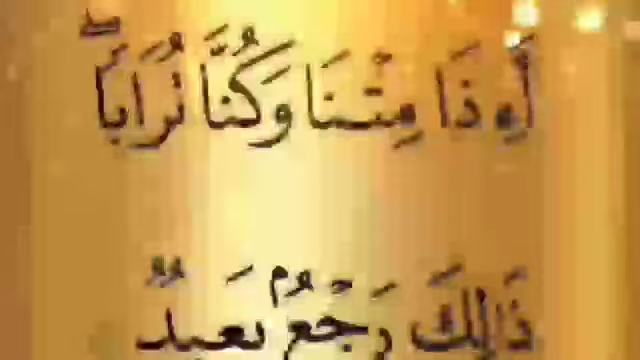 أَءِذَا مِتْنَا وَكُنَّا تُرَابًا ۖ
ذَٰلِكَ رَجْعٌ بَعِيدٌ